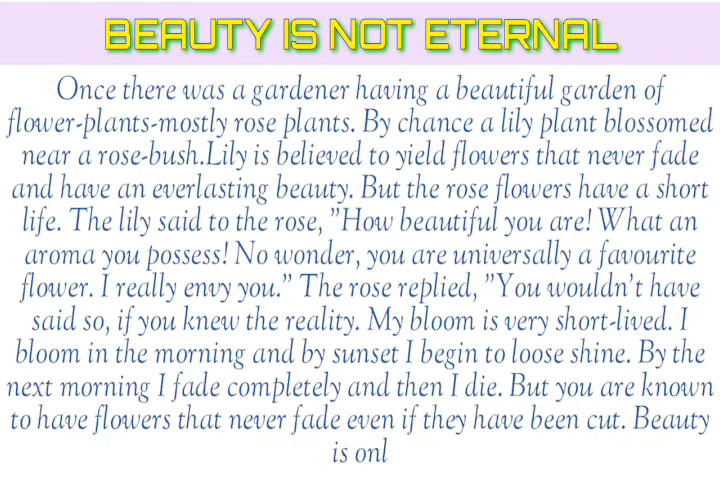 BEAUTY IS NOT ETERNAL
Once there was a gardener having a beautiful garden of
flower-plants-mostly rose plants. By chance a lily plant blossomed
near a rose-bush.Lily is believed to yield flowers that never fade
and have an everlasting beauty. But the rose flowers have a short
life. The lily said to the rose, "How beautiful you are! What an
aroma you possess! No wonder, you are universally a favourite
flower. I really envy you." The rose replied, "You wouldn't have
said so, if you knew the reality. My bloom is very short-lived. I
bloom in the morning and by sunset I begin to loose shine. By the
next morning I fade completely and then I die. But you are known
to have flowers that never fade even if they have been cut. Beauty
is onl